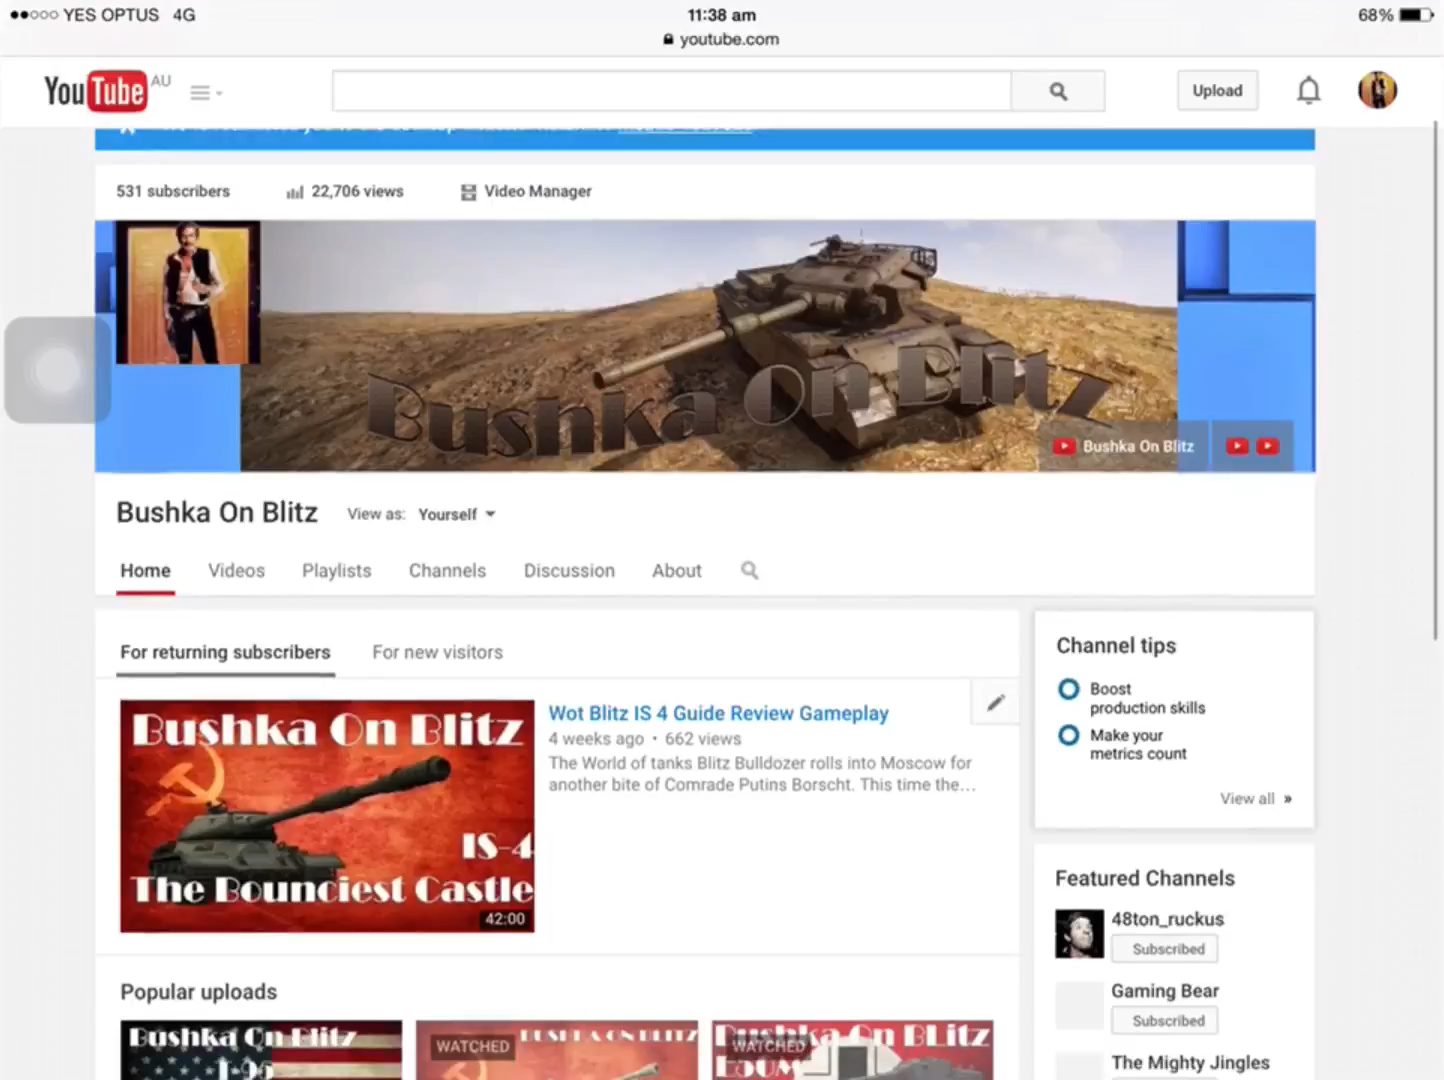 YES OPTUS 4G
11:38 am
68%
youtube.com
YouTube AU
Upload
531 subscribers
22,706 views
Video Manager
Bushka On Blitz
Bushka On Blitz
Bushka On Blitz
View as: Yourself
Home
Videos
Playlists
Channels
Discussion
About
For returning subscribers
For new visitors
Bushka On Blitz
IS-4
The Bounciest Castle
42:00
Wot Blitz IS 4 Guide Review Gameplay
4 weeks ago • 662 views
The World of tanks Blitz Bulldozer rolls into Moscow for
another bite of Comrade Putins Borscht. This time the...
Channel tips
Boost
production skills
Make your
metrics count
View all »
Featured Channels
48ton_ruckus
Subscribed
Gaming Bear
Subscribed
The Mighty Jingles
Popular uploads
Bushka On Blitz
WATCHED
BUSHKA ON BLITZ
Bushka On BLitz
WATCHED